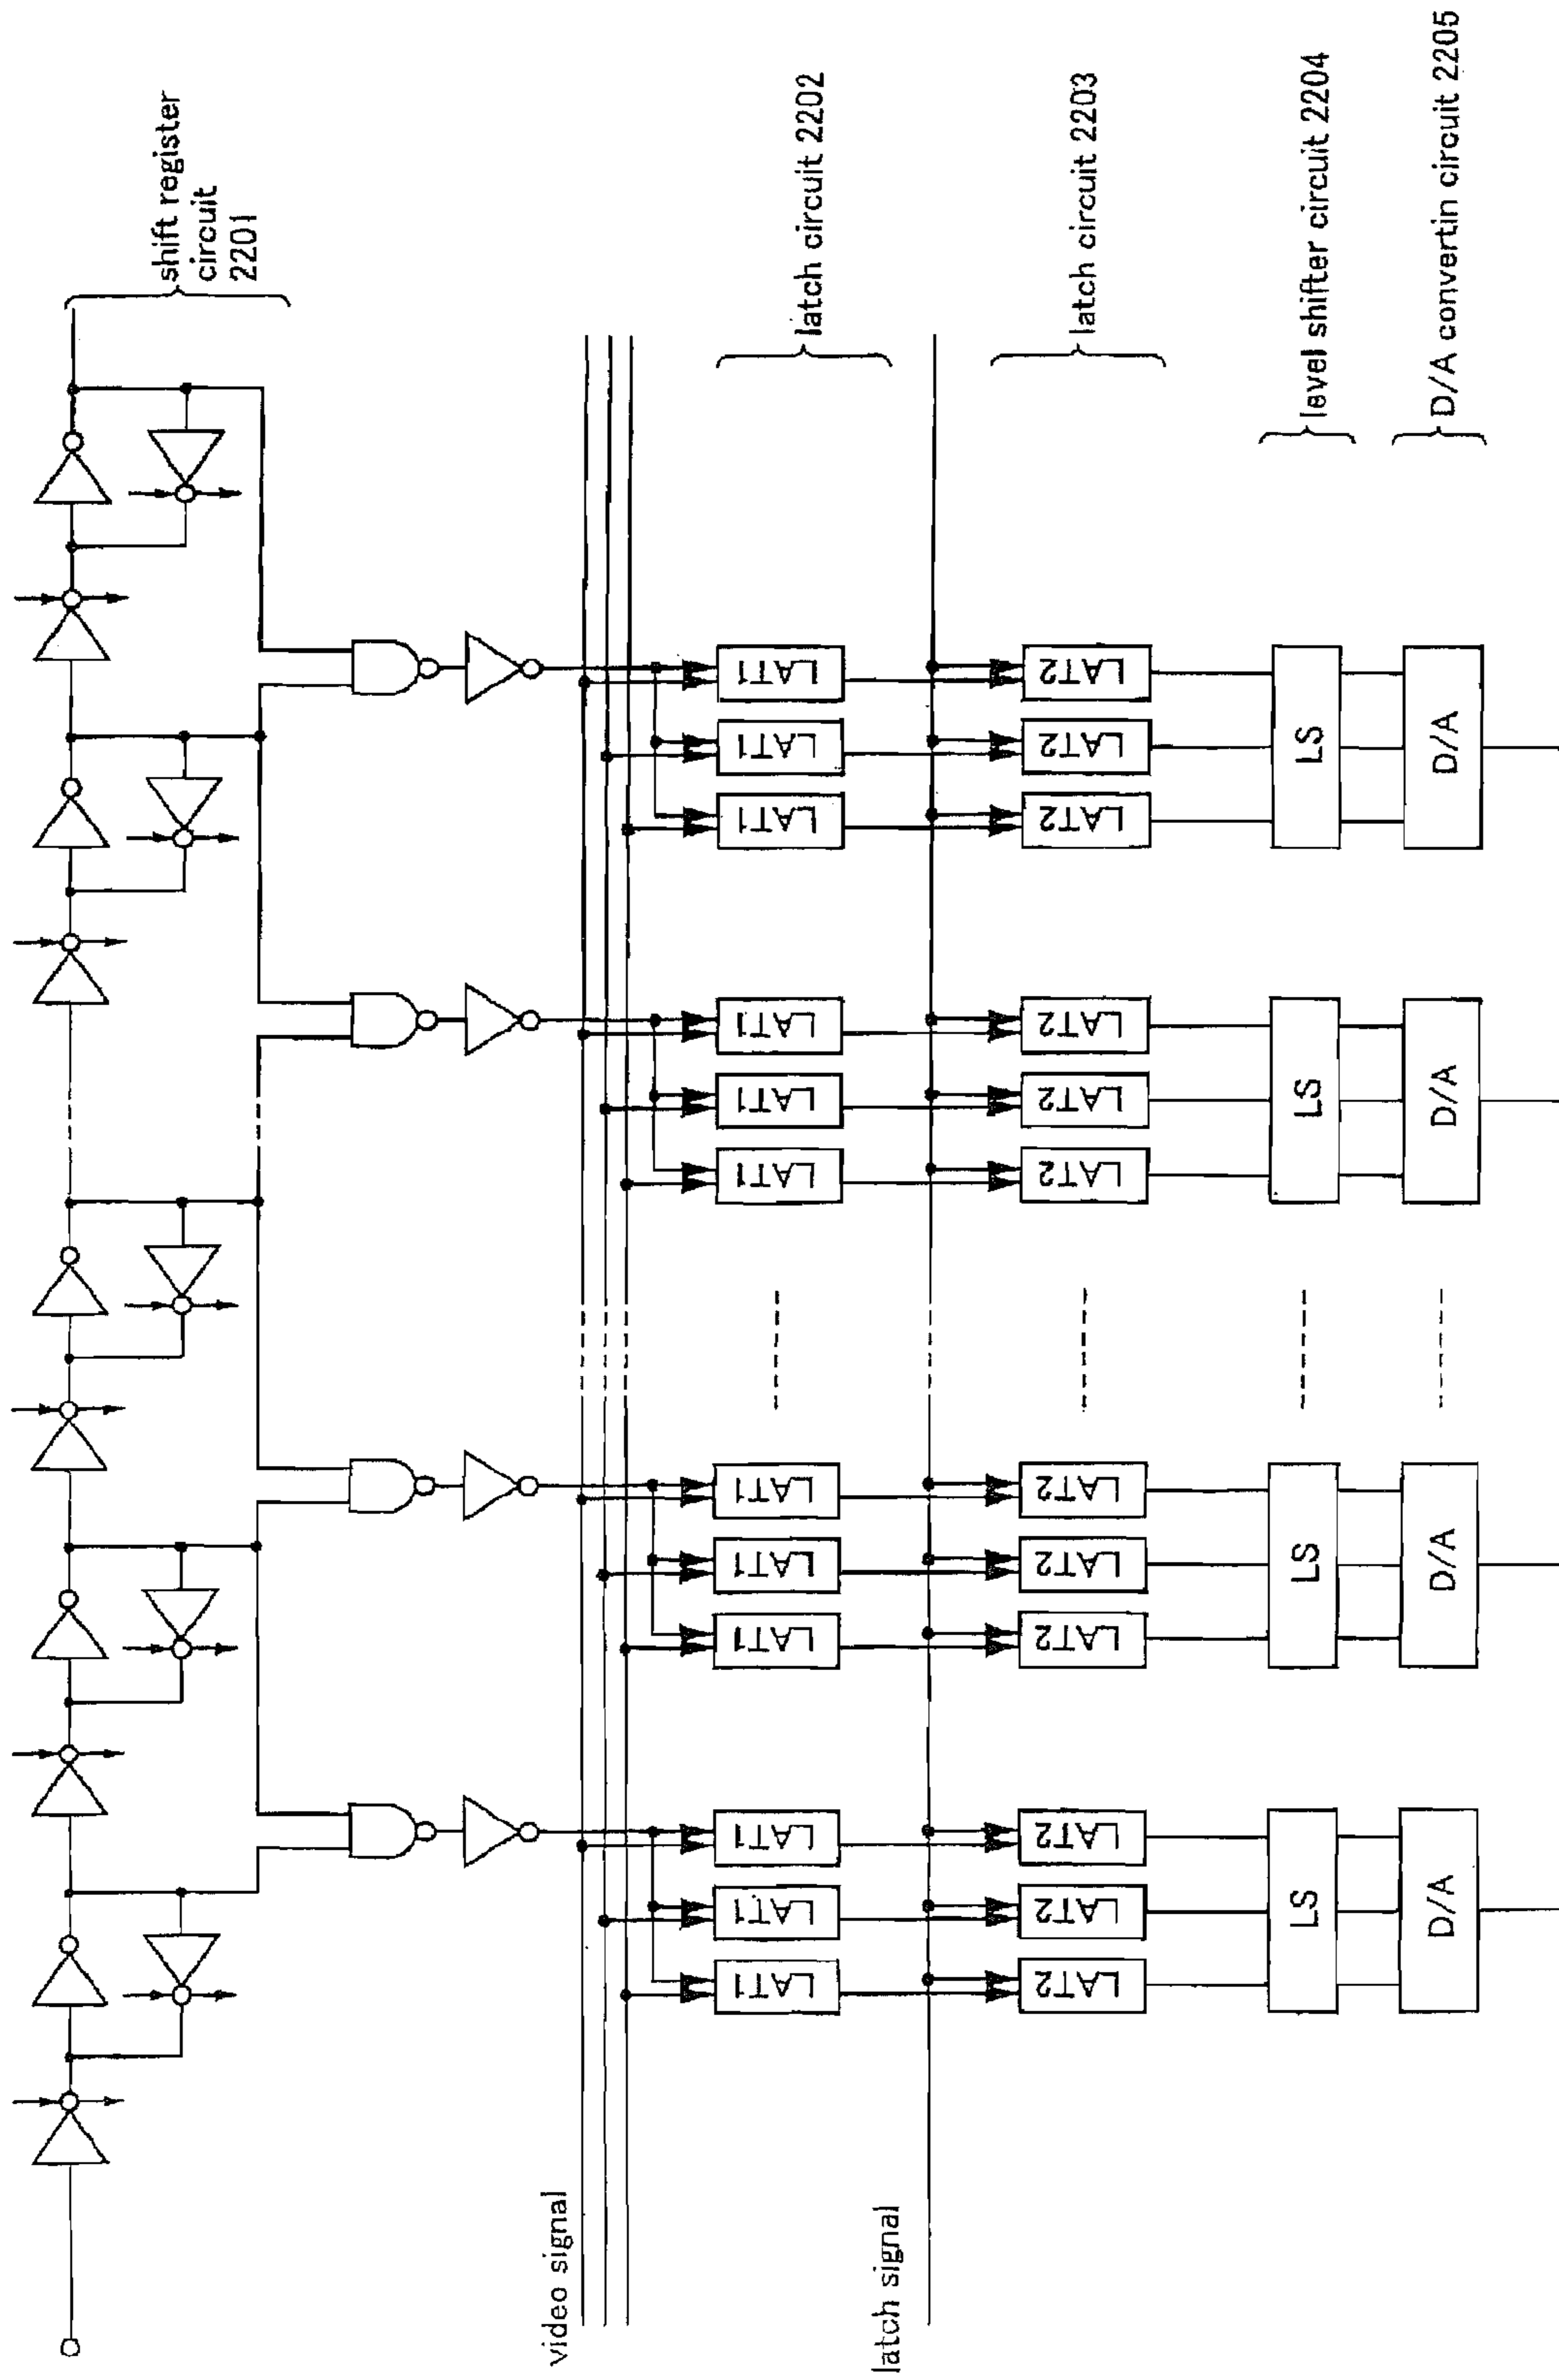 shift register
circuit
2201
video signal
LAT1
LAT1
LAT1
LAT1
LAT1
LAT1
LAT1
LAT1
LAT1
LAT1
LAT1
LAT1
latch circuit 2202
latch signal
LAT2
LAT2
LAT2
LAT2
LAT2
LAT2
LAT2
LAT2
LAT2
LAT2
LAT2
LAT2
latch circuit 2203
LS
LS
LS
LS
level shifter circuit 2204
D/A
D/A
D/A
D/A
D/A convertin circuit 2205